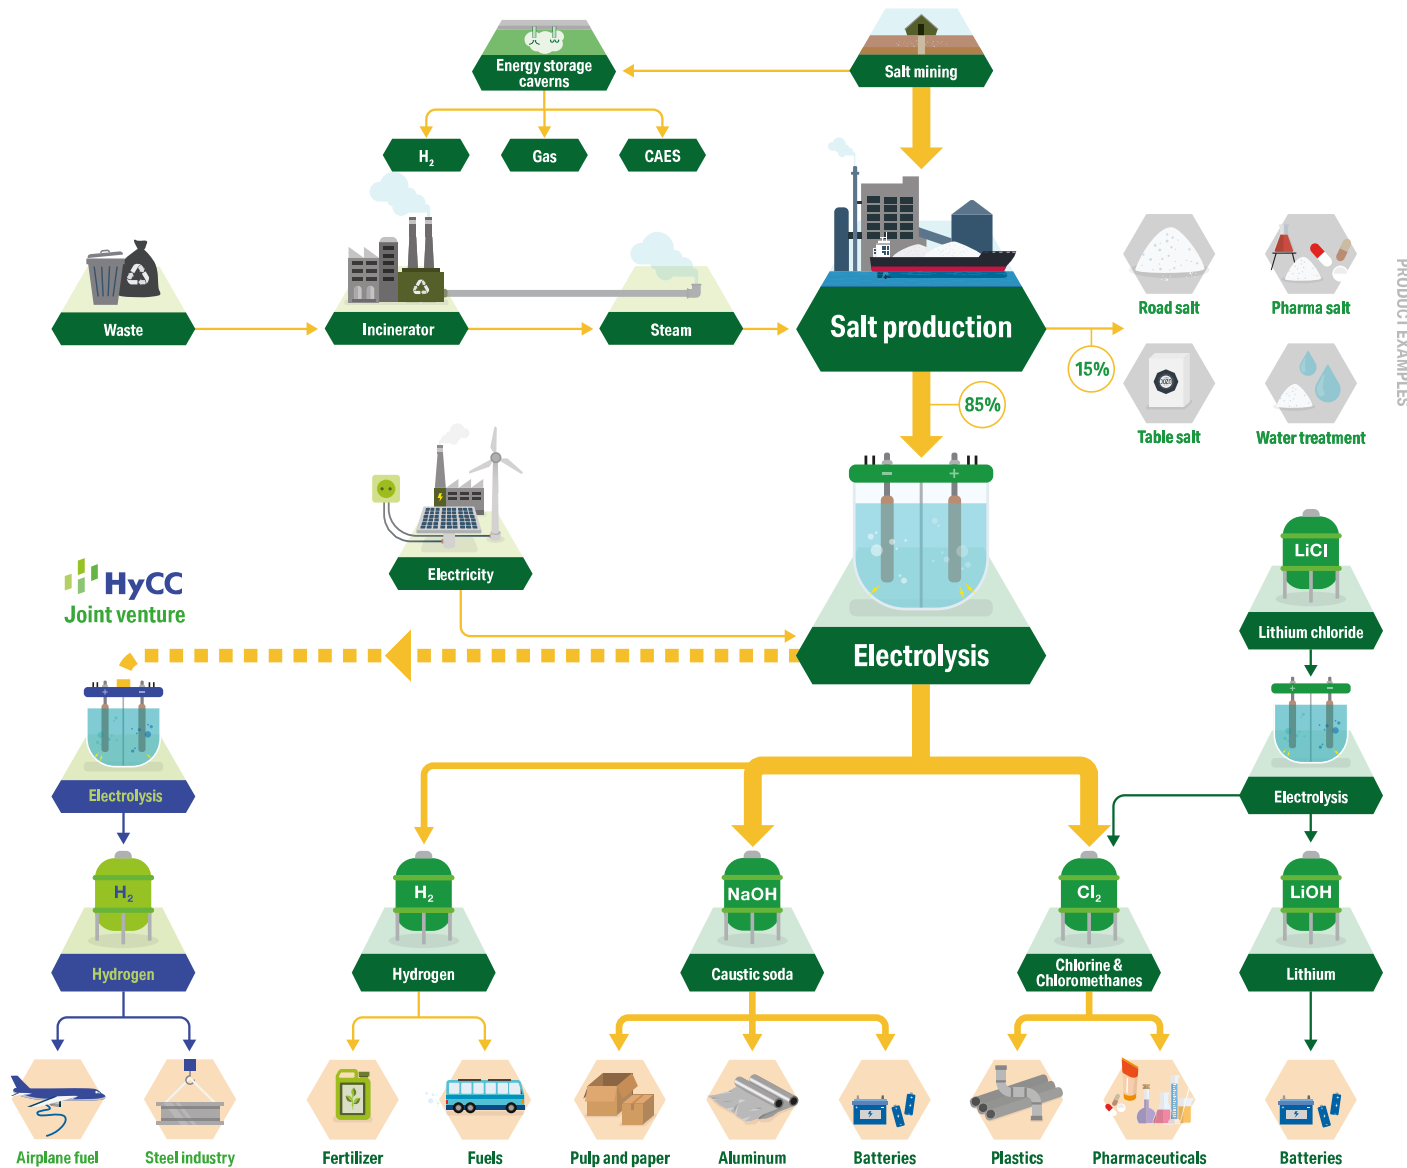 Energy storage
caverns
Salt mining
H₂
Gas
CAES
Waste
Incinerator
Steam
Salt production
15%
85%
Road salt
Pharma salt
Table salt
Water treatment
PRODUCT EXAMPLES
Electricity
HyCC
Joint venture
Electrolysis
LiCl
Lithium chloride
Electrolysis
Electrolysis
H₂
H₂
NaOH
Cl₂
LiOH
Hydrogen
Hydrogen
Caustic soda
Chlorine &
Chloromethanes
Lithium
Airplane fuel
Steel industry
Fertilizer
Fuels
Pulp and paper
Aluminum
Batteries
Plastics
Pharmaceuticals
Batteries